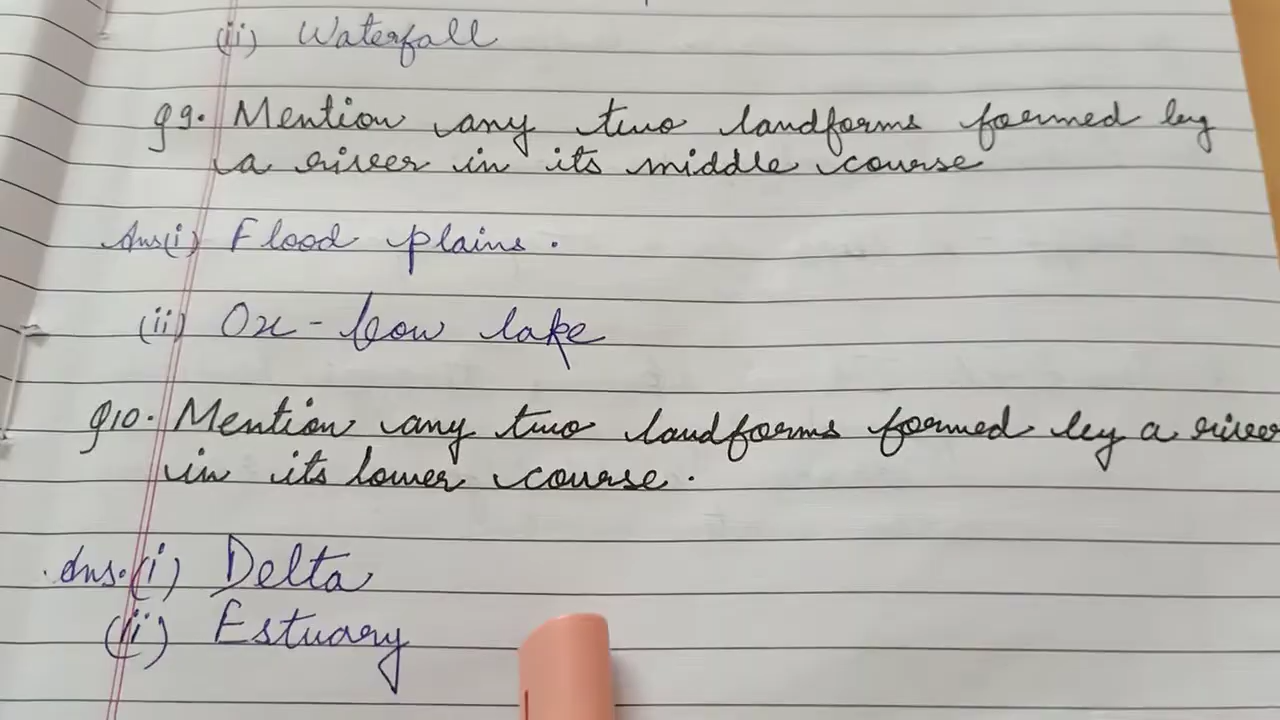 (ii) Waterfall
Q9. Mention any two landforms formed by
a river in its middle course
Ans(i) Flood plains.
(ii) Ox-bow lake
Q10. Mention any two landforms formed by a river
in its lower course.
Ans.(i) Delta
(ii) Estuary